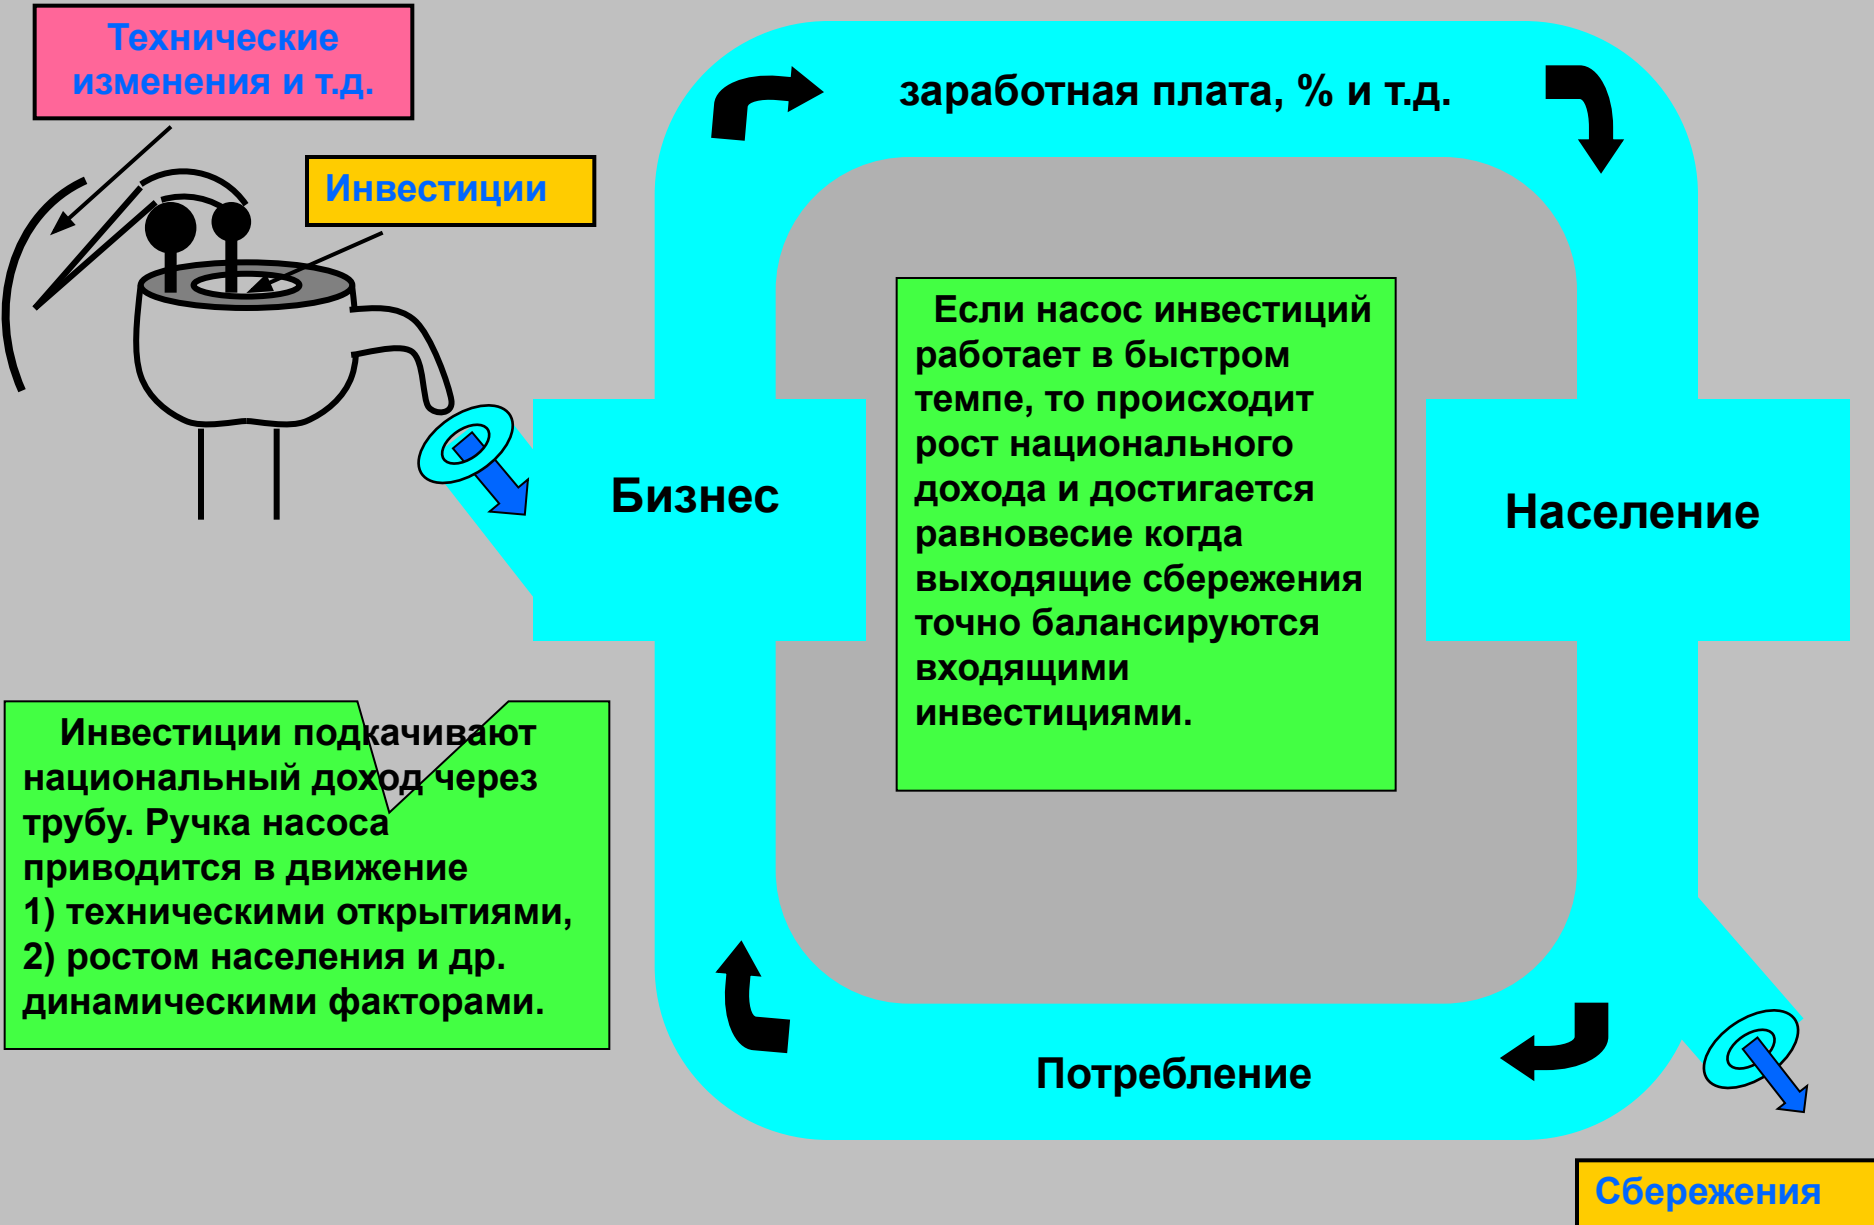 Технические
изменения и т.д.
Инвестиции
заработная плата, % и т.д.
Если насос инвестиций
работает в быстром
темпе, то происходит
рост национального
дохода и достигается
равновесие когда
выходящие сбережения
точно балансируются
входящими
инвестициями.
Бизнес
Население
Инвестиции подкачивают
национальный доход через
трубу. Ручка насоса
приводится в движение
1) техническими открытиями,
2) ростом населения и др.
динамическими факторами.
Потребление
Сбережения